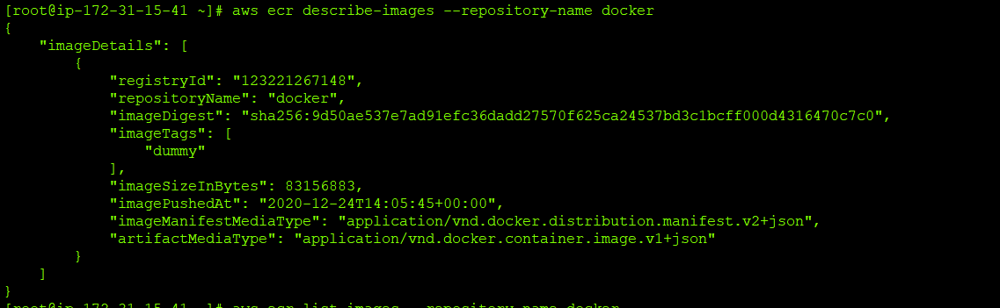 [root@ip-172-31-15-41 ~]# aws ecr describe-images --repository-name docker
{
    "imageDetails": [
        {
            "registryId": "123221267148",
            "repositoryName": "docker",
            "imageDigest": "sha256:9d50ae537e7ad91efc36dadd27570f625ca24537bd3c1bcff000d4316470c7c0",
            "imageTags": [
                "dummy"
            ],
            "imageSizeInBytes": 83156883,
            "imagePushedAt": "2020-12-24T14:05:45+00:00",
            "imageManifestMediaType": "application/vnd.docker.distribution.manifest.v2+json",
            "artifactMediaType": "application/vnd.docker.container.image.v1+json"
        }
    ]
}
[root@ip-172-31-15-41 ~]# aws ecr list-images --repository-name docker